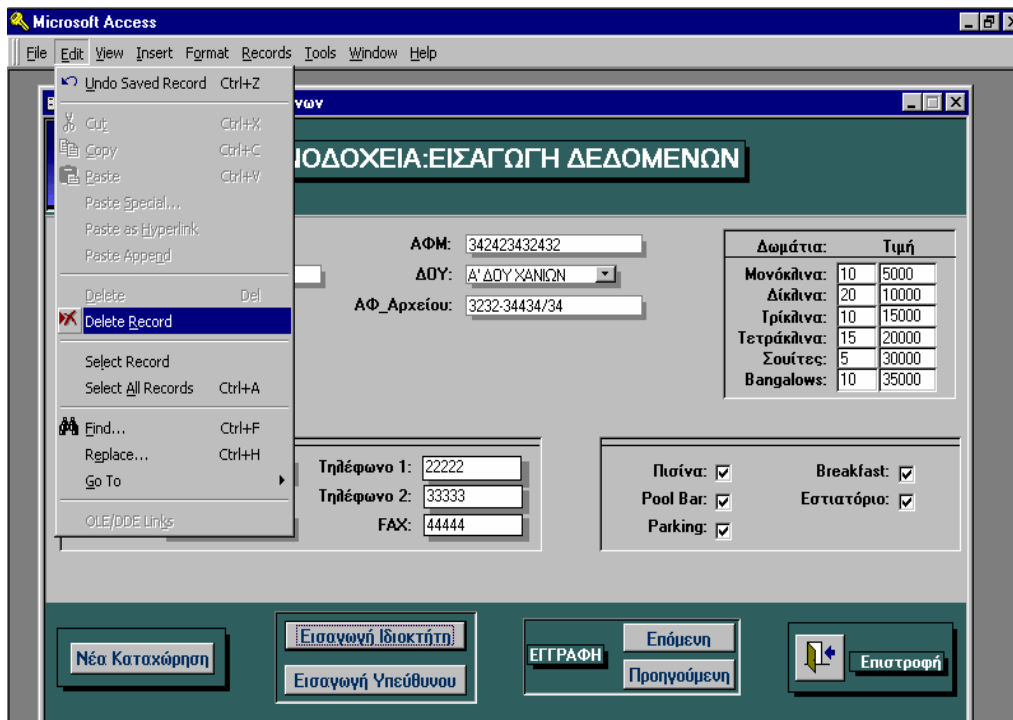 Microsoft Access
File Edit View Insert Format Records Tools Window Help
Undo Saved Record Ctrl+Z
Cut Ctrl+X
Copy Ctrl+C
Paste Ctrl+V
Paste Special...
Paste as Hyperlink
Paste Append
Delete Del
Delete Record
Select Record
Select All Records Ctrl+A
Find... Ctrl+F
Replace... Ctrl+H
Go To
OLE/DDE Links
νων
ΝΟΔΟΧΕΙΑ:ΕΙΣΑΓΩΓΗ ΔΕΔΟΜΕΝΩΝ
ΑΦΜ: 342423432432
ΔΟΥ: Α' ΔΟΥ ΧΑΝΙΩΝ
ΑΦ_Αρχείου: 3232-34434/34
Δωμάτια: Τιμή
Μονόκλινα: 10 5000
Δίκλινα: 20 10000
Τρίκλινα: 10 15000
Τετράκλινα: 15 20000
Σουίτες: 5 30000
Bangalows: 10 35000
Τηλέφωνο 1: 22222
Τηλέφωνο 2: 33333
FAX: 44444
Πισίνα: Breakfast:
Pool Bar: Εστιατόριο:
Parking:
Νέα Καταχώρηση
Εισαγωγή Ιδιοκτήτη
Εισαγωγή Υπεύθυνου
ΕΓΓΡΑΦΗ
Επόμενη
Προηγούμενη
Επιστροφή